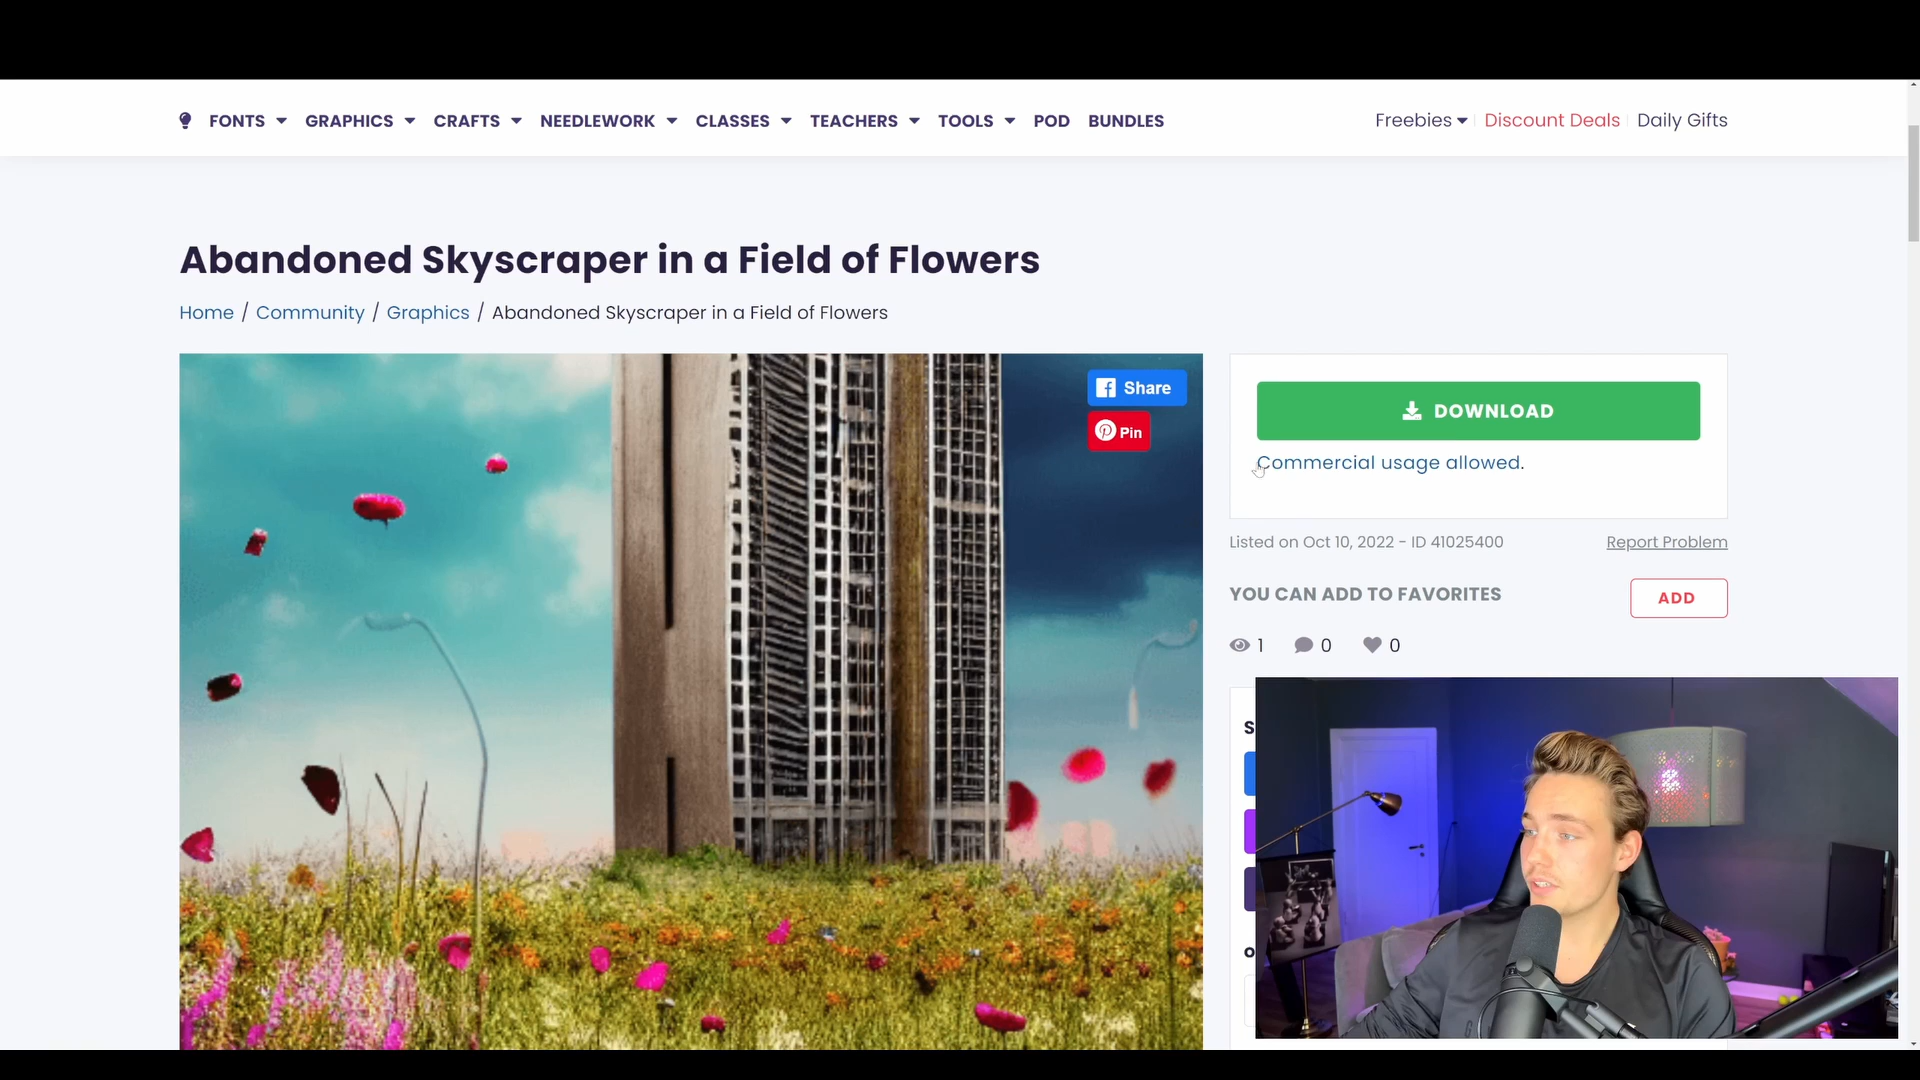 FONTS GRAPHICS CRAFTS NEEDLEWORK CLASSES TEACHERS TOOLS POD BUNDLES Freebies Discount Deals Daily Gifts
Abandoned Skyscraper in a Field of Flowers
Home / Community / Graphics / Abandoned Skyscraper in a Field of Flowers
Share
Pin
DOWNLOAD
Commercial usage allowed.
Listed on Oct 10, 2022 - ID 41025400 Report Problem
YOU CAN ADD TO FAVORITES ADD
1 0 0